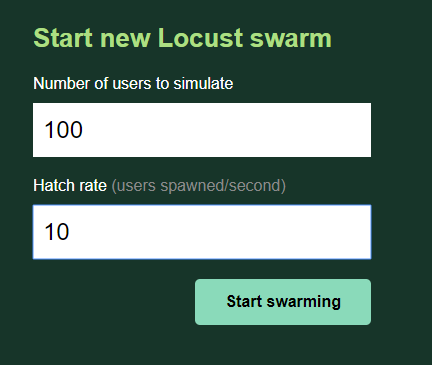 Start new Locust swarm
Number of users to simulate
100
Hatch rate (users spawned/second)
10
Start swarming